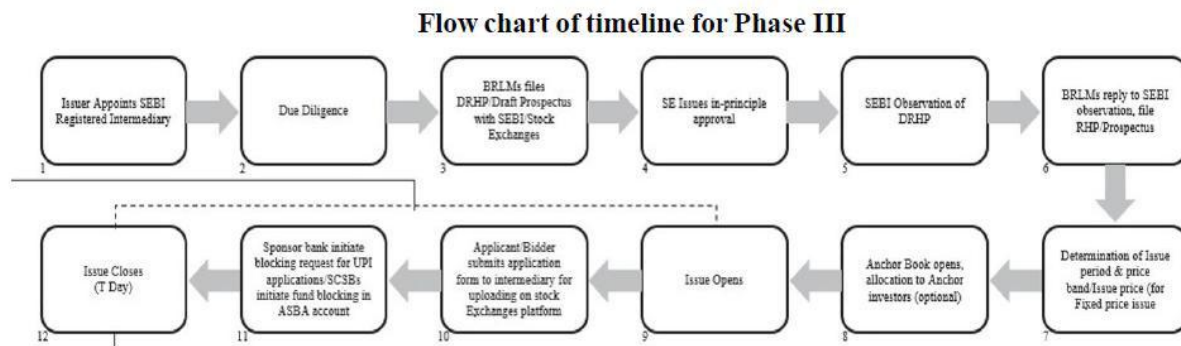 Flow chart of timeline for Phase III
Issuer Appoints SEBI
Registered Intermediary
1
Due Diligence
2
BRLMs files
DRHP/Draft Prospectus
with SEBI/Stock
Exchanges
3
SE Issues in-principle
approval
4
SEBI Observation of
DRHP
5
BRLMs reply to SEBI
observation, file
RHP/Prospectus
6
Issue Closes
(T Day)
12
Sponsor bank initiate
blocking request for UPI
applications/SCSBs
initiate fund blocking in
ASBA account
11
Applicant/Bidder
submits application
form to intermediary for
uploading on stock
Exchanges platform
10
Issue Opens
9
Anchor Book opens,
allocation to Anchor
investors (optional)
8
Determination of Issue
period & price
band/Issue price (for
Fixed price issue
7